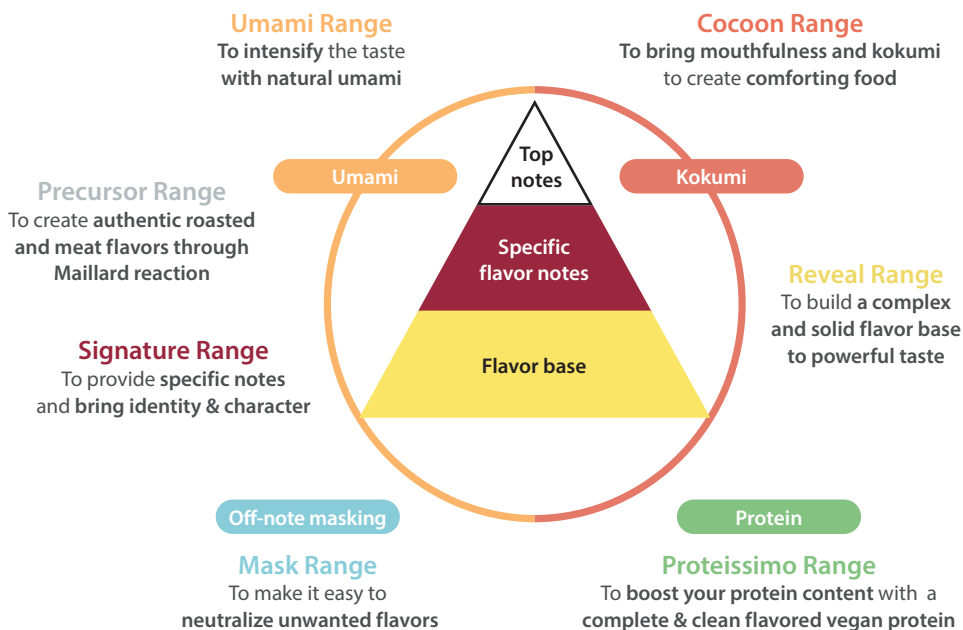 Umami Range
To intensify the taste
with natural umami
Cocoon Range
To bring mouthfulness and kokumi
to create comforting food
Top
notes
Umami
Kokumi
Precursor Range
To create authentic roasted
and meat flavors through
Maillard reaction
Specific
flavor notes
Reveal Range
To build a complex
and solid flavor base
to powerful taste
Signature Range
To provide specific notes
and bring identity & character
Flavor base
Off-note masking
Mask Range
To make it easy to
neutralize unwanted flavors
Protein
Proteissimo Range
To boost your protein content with a
complete & clean flavored vegan protein